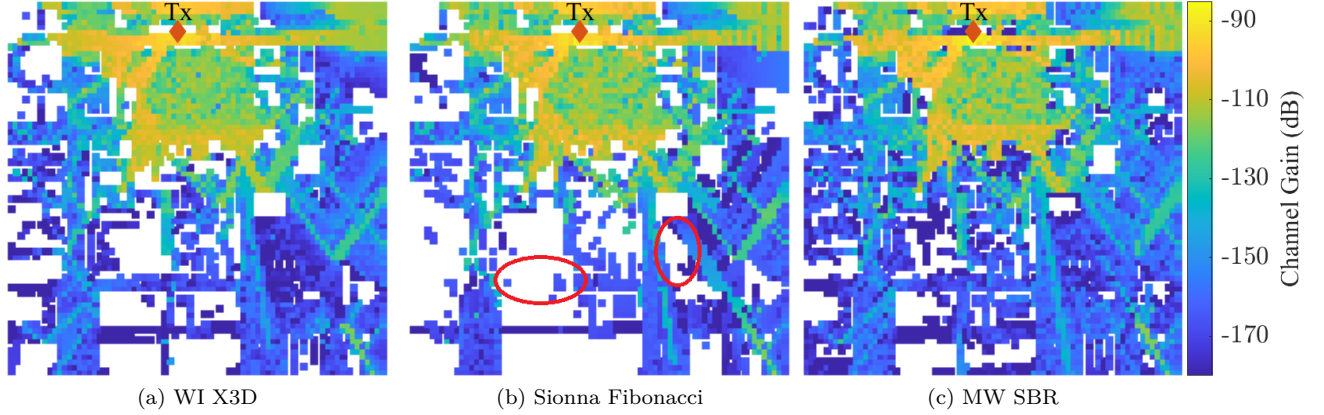 Tx
Tx
Tx
-90
-110
-130
-150
-170
Channel Gain (dB)
(a) WI X3D
(b) Sionna Fibonacci
(c) MW SBR